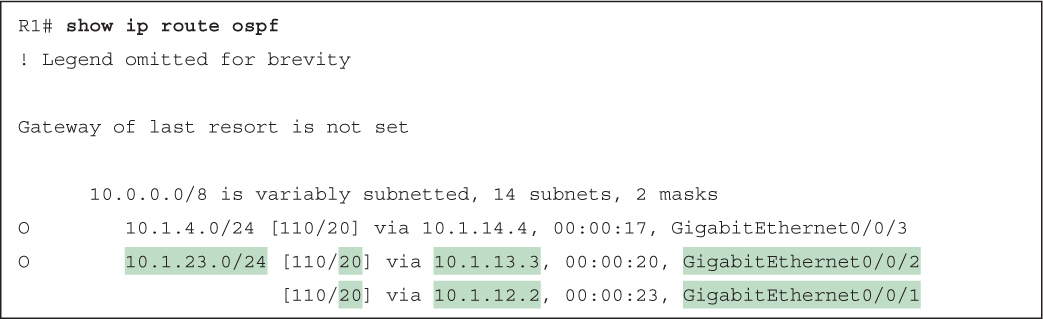 R1# show ip route ospf
! Legend omitted for brevity
Gateway of last resort is not set
10.0.0.0/8 is variably subnetted, 14 subnets, 2 masks
O 10.1.4.0/24 [110/20] via 10.1.14.4, 00:00:17, GigabitEthernet0/0/3
O 10.1.23.0/24 [110/20] via 10.1.13.3, 00:00:20, GigabitEthernet0/0/2
[110/20] via 10.1.12.2, 00:00:23, GigabitEthernet0/0/1